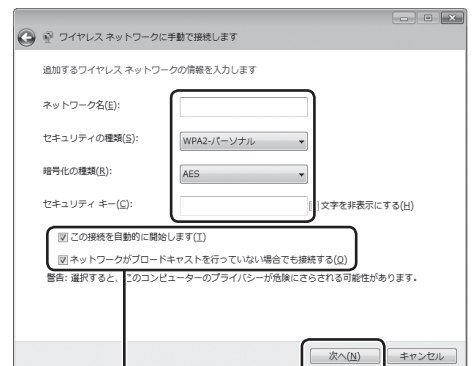 ワイヤレス ネットワークに手動で接続します
追加するワイヤレス ネットワークの情報を入力します
ネットワーク名(E):
セキュリティの種類(S): WPA2-パーソナル
暗号化の種類(R): AES
セキュリティ キー(C): 文字を非表示にする(H)
この接続を自動的に開始します(T)
ネットワークがブロードキャストを行っていない場合でも接続する(O)
警告: 選択すると、このコンピューターのプライバシーが危険にさらされる可能性があります。
次へ(N) キャンセル